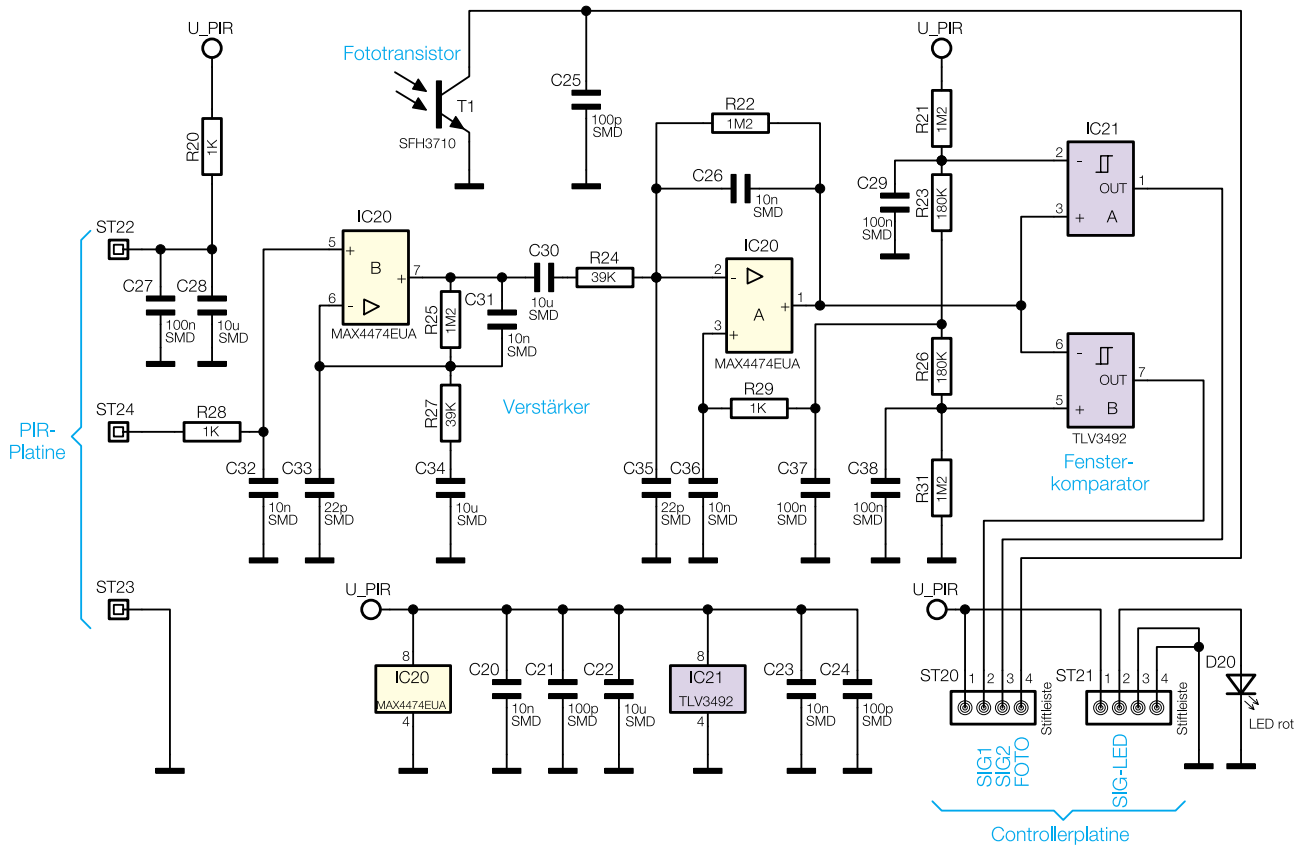 U_PIR
R20
1K
Fototransistor
T1
SFH3710
C25
100p
SMD
R22
1M2
C26
10n
SMD
U_PIR
R21
1M2
C29
100n
SMD
R23
180K
IC21
2
-
OUT
1
3
+
A
ST22
C27
100n
SMD
C28
10u
SMD
IC20
5
+
B
+
7
6
-
MAX4474EUA
R25
1M2
C31
10n
SMD
C30
10u
SMD
R24
39K
IC20
2
-
+
1
3
+
A
MAX4474EUA
R29
1K
R26
180K
6
-
OUT
7
5
+
B
TLV3492
Fenster-
komparator
PIR-
Platine
ST24
R28
1K
R27
39K
Verstärker
C32
10n
SMD
C33
22p
SMD
C34
10u
SMD
C35
22p
SMD
C36
10n
SMD
C37
100n
SMD
C38
100n
SMD
R31
1M2
ST23
U_PIR
8
IC20
MAX4474EUA
4
C20
10n
SMD
C21
100p
SMD
C22
10u
SMD
8
IC21
TLV3492
4
C23
10n
SMD
C24
100p
SMD
U_PIR
ST20
1
2
3
4
Stiftleiste
ST21
1
2
3
4
Stiftleiste
D20
LED rot
SIG1
SIG2
FOTO
SIG-LED
Controllerplatine